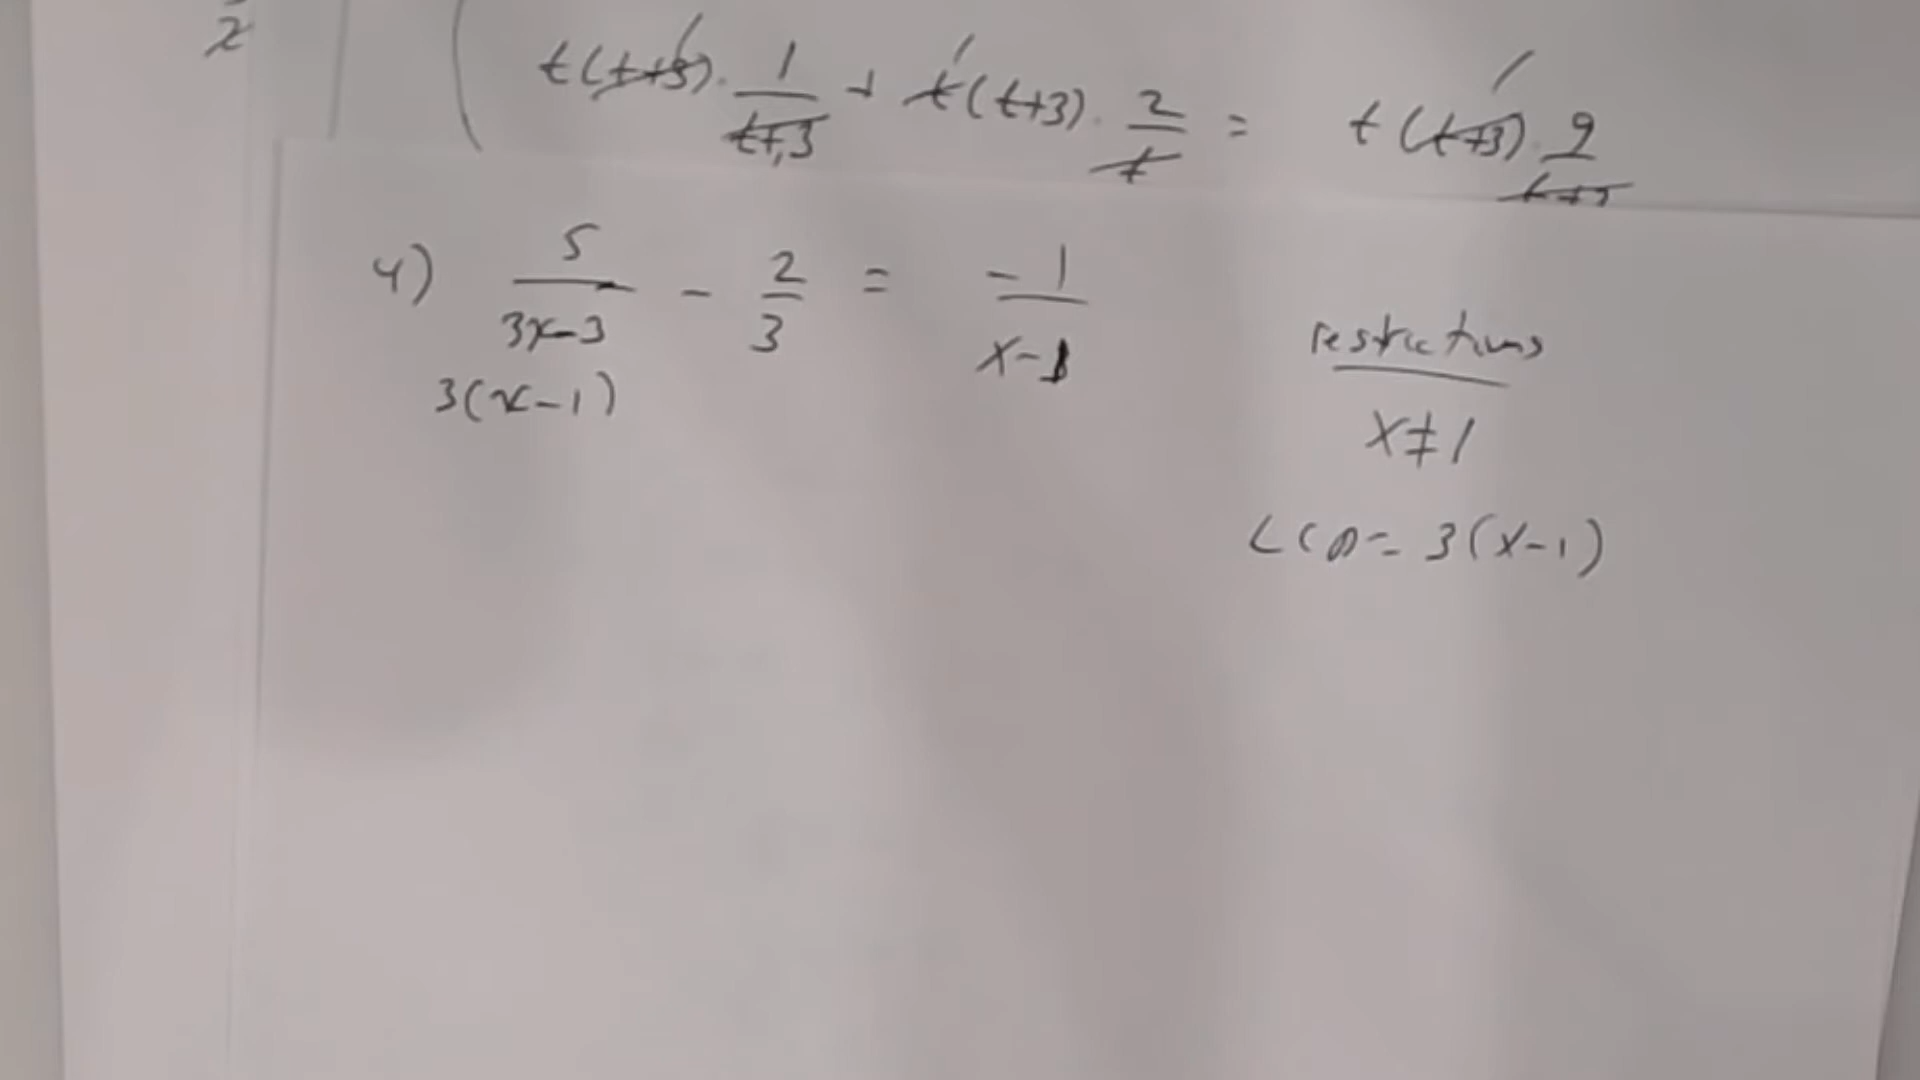 x
t(t+3) · 1/(t+3) + t(t+3) · 2/t = t(t+3) · 9/(t+3)
4) 5/(3x-3) - 2/3 = -1/(x-1)
3(x-1)
restrictions
x≠1
LCD = 3(x-1)